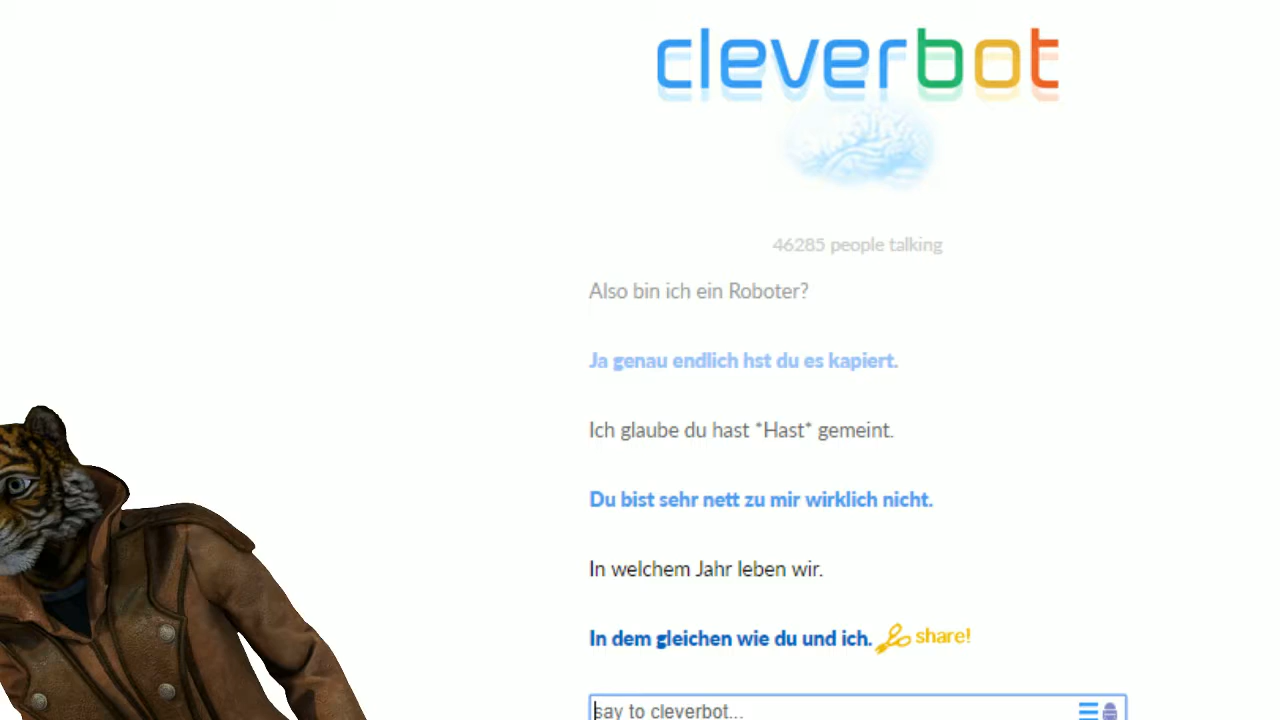 cleverbot
46285 people talking
Also bin ich ein Roboter?
Ja genau endlich hst du es kapiert.
Ich glaube du hast *Hast* gemeint.
Du bist sehr nett zu mir wirklich nicht.
In welchem Jahr leben wir.
In dem gleichen wie du und ich. share!
say to cleverbot...